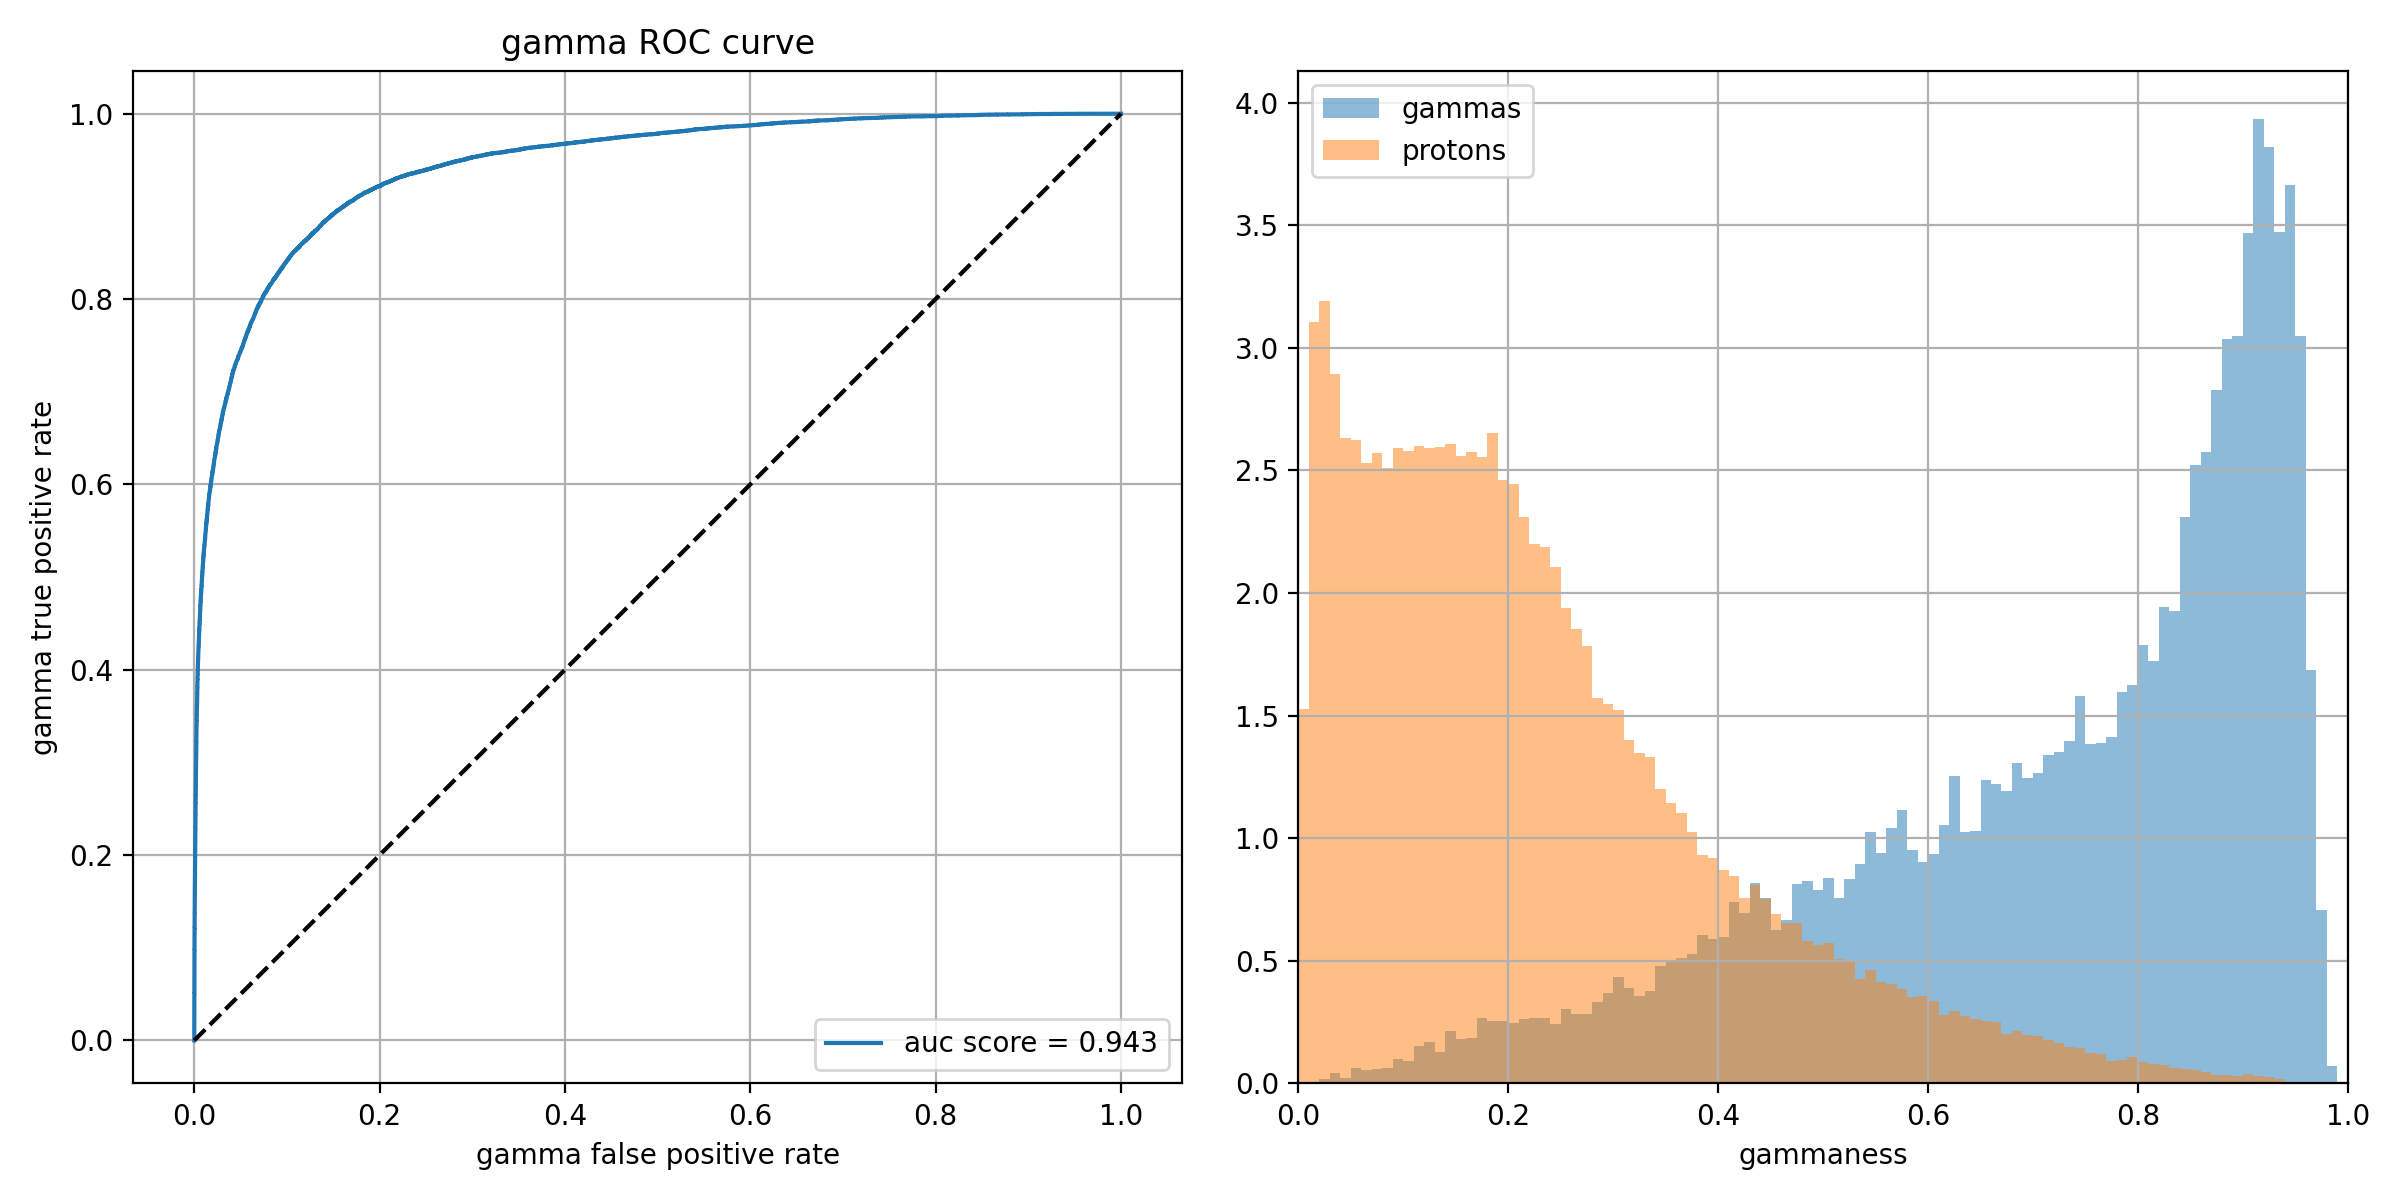 gamma ROC curve
gamma true positive rate
1.0
0.8
0.6
0.4
0.2
0.0
auc score = 0.943
0.0 0.2 0.4 0.6 0.8 1.0
gamma false positive rate
gammas
protons
4.0
3.5
3.0
2.5
2.0
1.5
1.0
0.5
0.0
0.0 0.2 0.4 0.6 0.8 1.0
gammaness